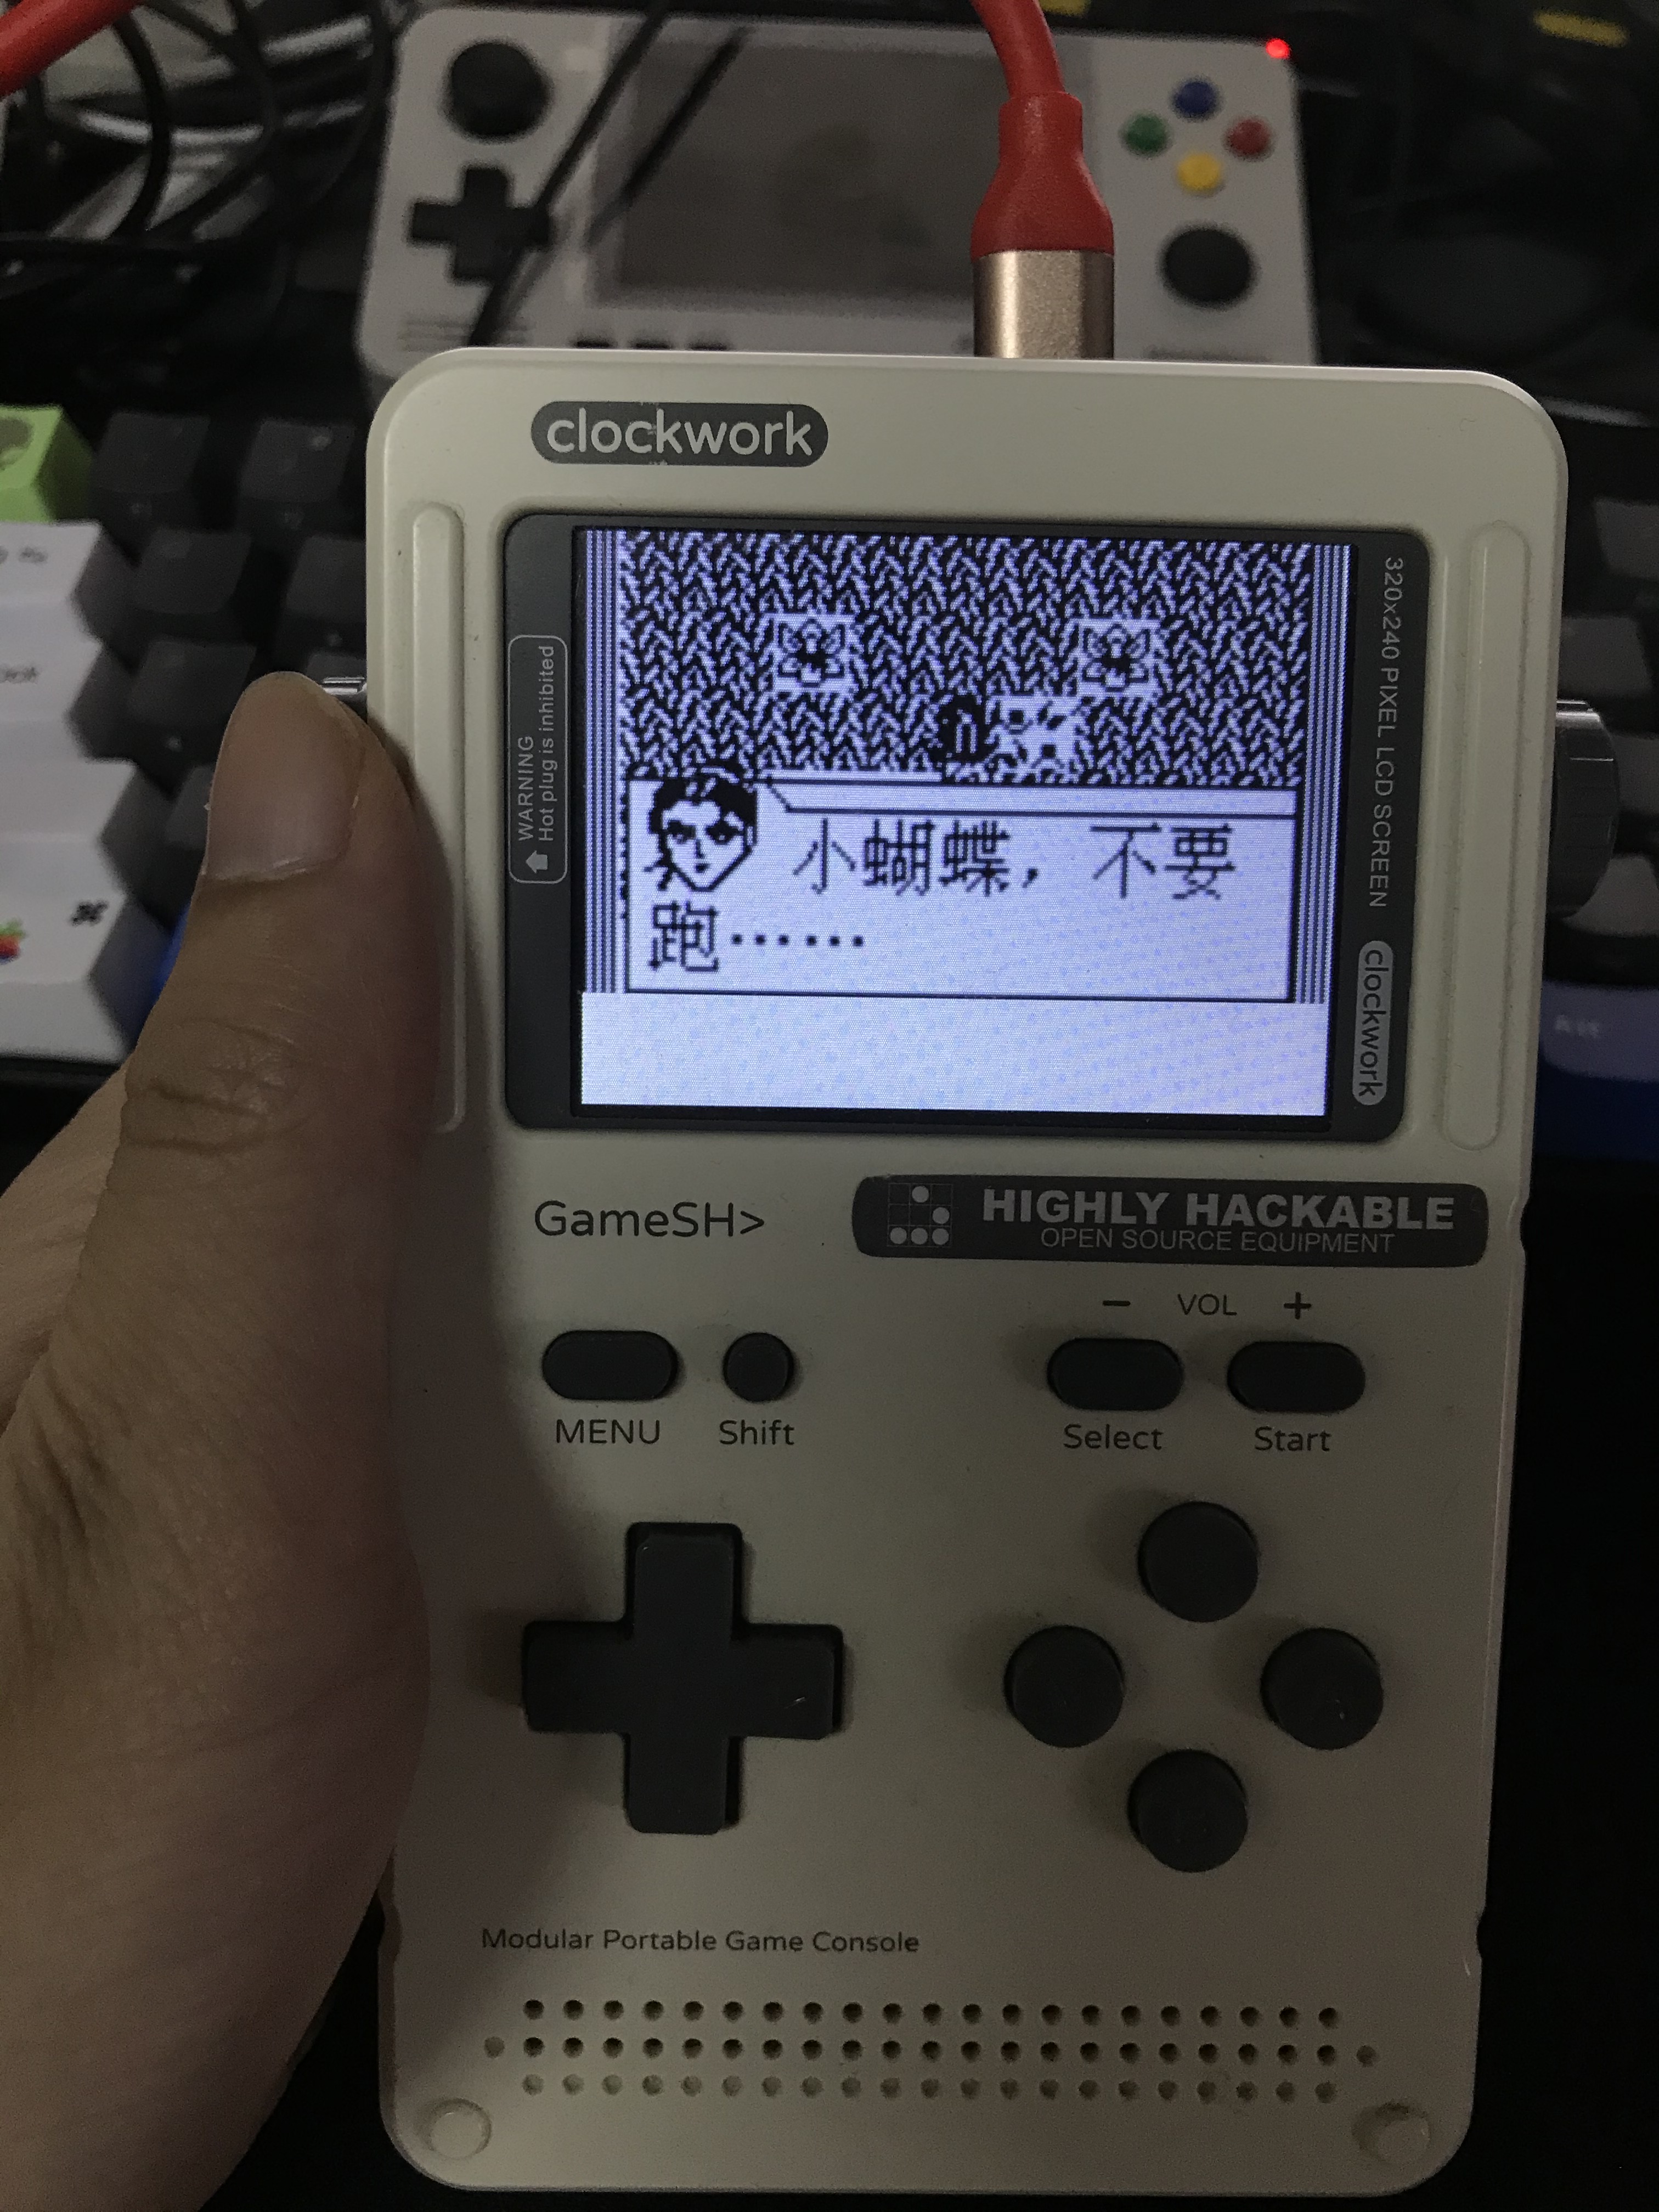 clockwork
WARNING
Hot plug is inhibited
320x240 PIXEL LCD SCREEN
clockwork
小蝴蝶，不要
跑……
GameSH>
HIGHLY HACKABLE
OPEN SOURCE EQUIPMENT
− VOL +
MENU
Shift
Select
Start
Modular Portable Game Console